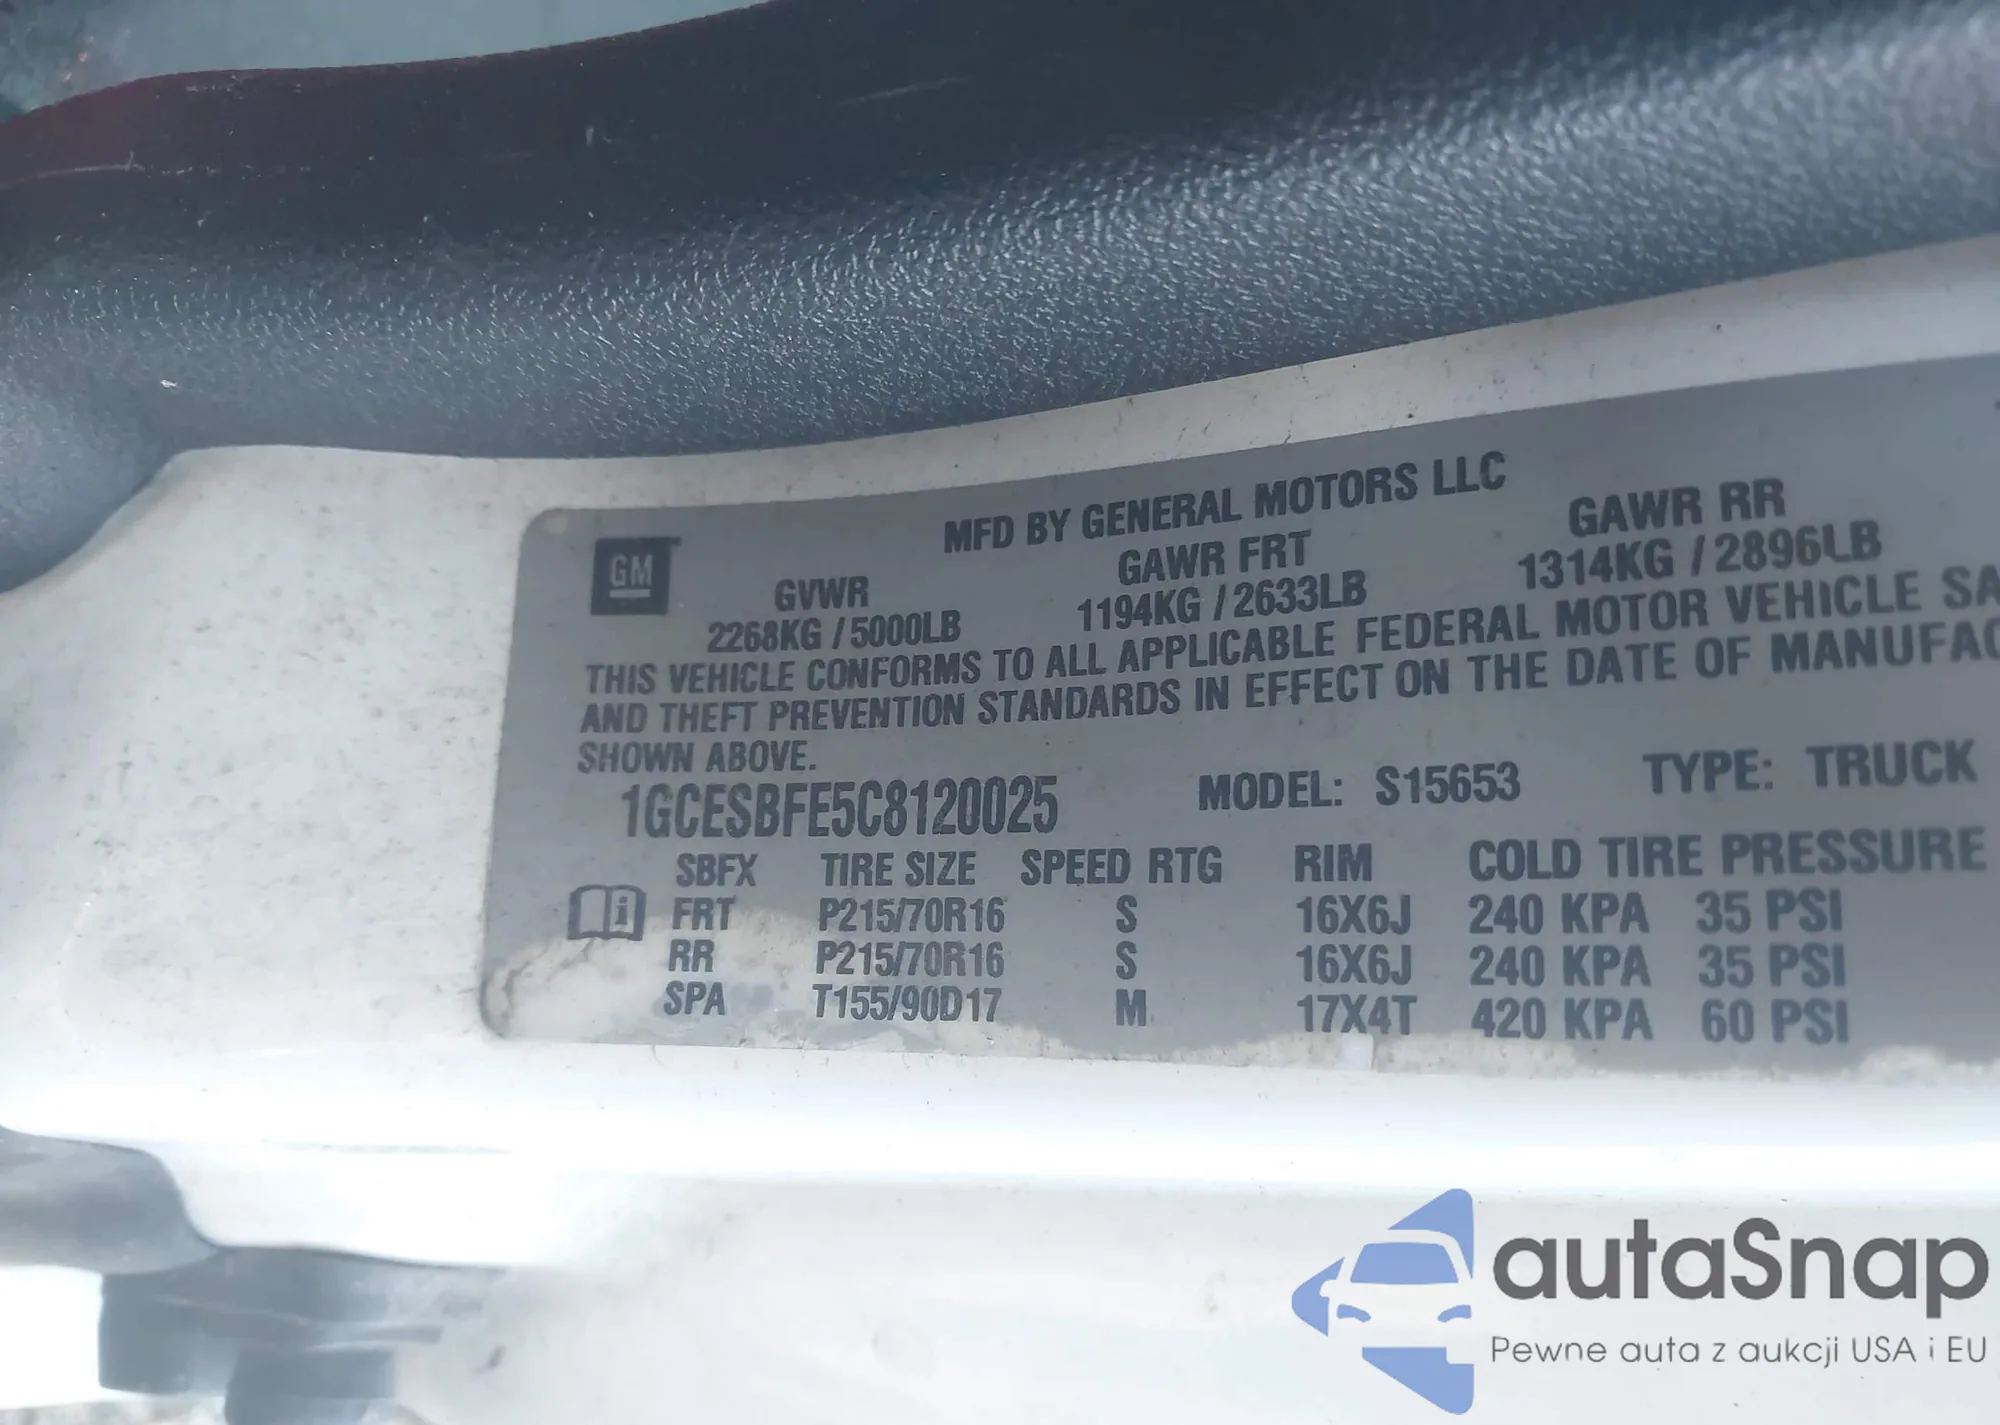 MFD BY GENERAL MOTORS LLC
GM
GVWR GAWR FRT GAWR RR
2268KG / 5000LB 1194KG / 2633LB 1314KG / 2896LB
THIS VEHICLE CONFORMS TO ALL APPLICABLE FEDERAL MOTOR VEHICLE SA
AND THEFT PREVENTION STANDARDS IN EFFECT ON THE DATE OF MANUFAC
SHOWN ABOVE.
1GCESBFE5C8120025 MODEL: S15653 TYPE: TRUCK
SBFX TIRE SIZE SPEED RTG RIM COLD TIRE PRESSURE
i FRT P215/70R16 S 16X6J 240 KPA 35 PSI
RR P215/70R16 S 16X6J 240 KPA 35 PSI
SPA T155/90D17 M 17X4T 420 KPA 60 PSI
autaSnap
Pewne auta z aukcji USA i EU